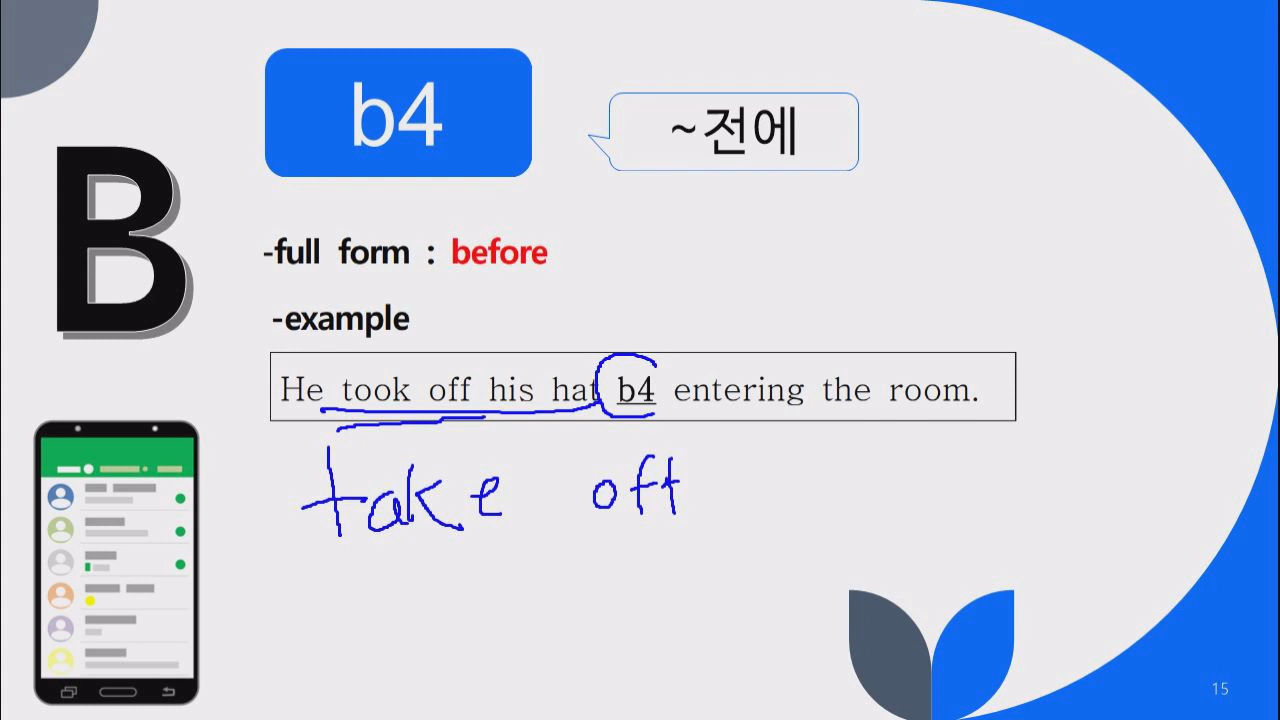 b4
~전에
B
-full form : before
-example
He took off his hat b4 entering the room.
take off
15